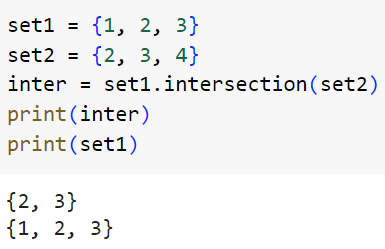 set1 = {1, 2, 3}
set2 = {2, 3, 4}
inter = set1.intersection(set2)
print(inter)
print(set1)
{2, 3}
{1, 2, 3}